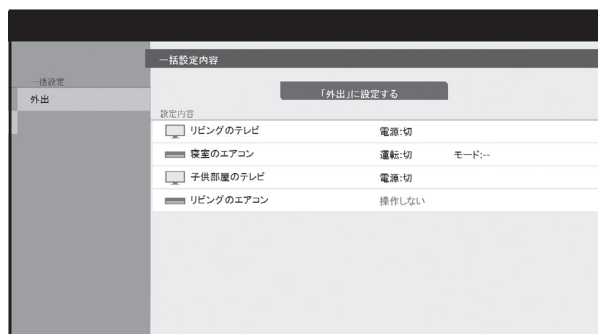 一括設定内容
一括設定
外出
「外出」に設定する
設定内容
リビングのテレビ 電源:切
寝室のエアコン 運転:切 モード:--
子供部屋のテレビ 電源:切
リビングのエアコン 操作しない